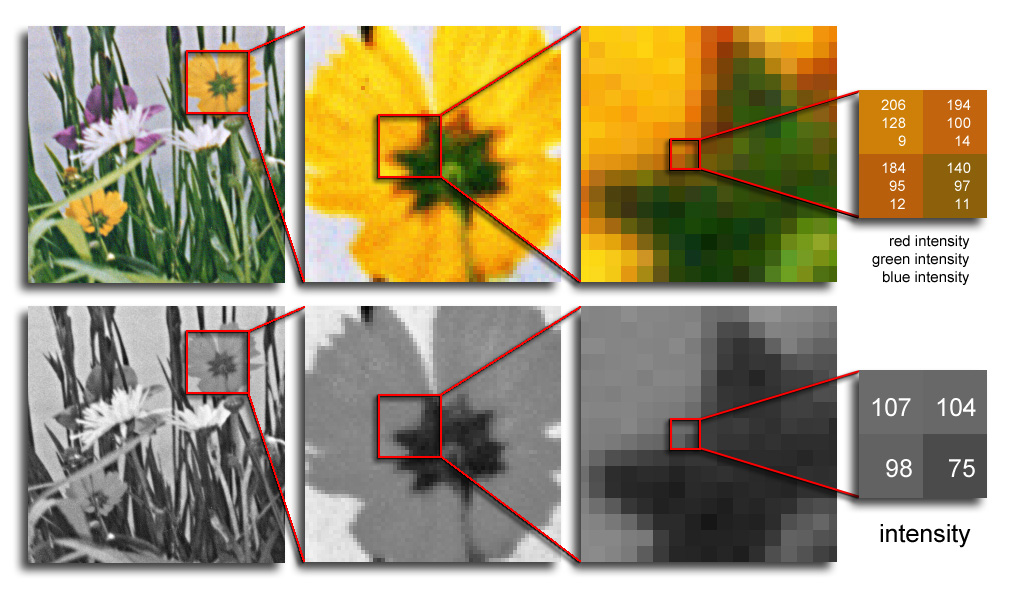 206 194
128 100
9 14
184 140
95 97
12 11
red intensity
green intensity
blue intensity
107 104
98 75
intensity